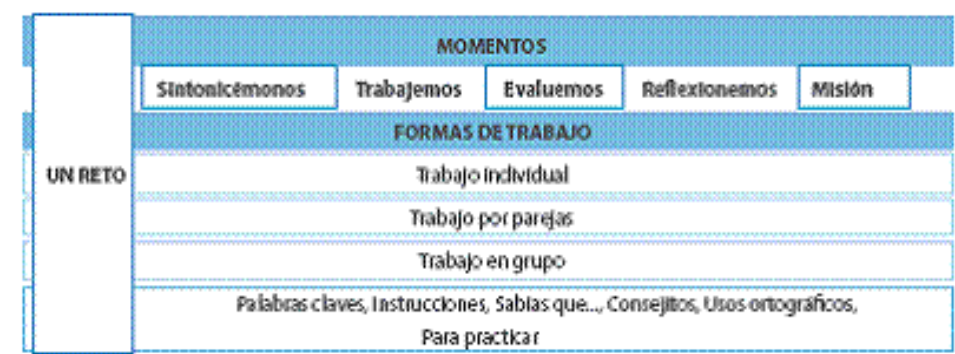 MOMENTOS
Sintonicémonos Trabajemos Evaluemos Reflexionemos Misión
FORMAS DE TRABAJO
UN RETO
Trabajo individual
Trabajo por parejas
Trabajo en grupo
Palabras claves, Instrucciones, Sabías que..., Consejitos, Usos ortográficos,
Para practicar